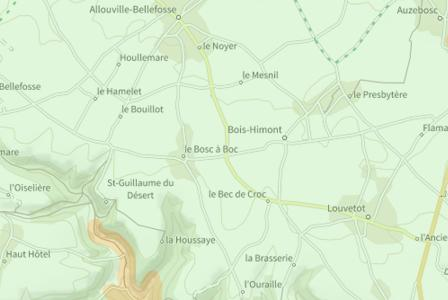 Allouville-Bellefosse
Auzebosc
le Noyer
Houllemare
le Mesnil
Bellefosse
le Hamelet
le Presbytère
le Bouillot
Bois-Himont
Flama
mare
le Bosc à Boc
l'Oiselière
St-Guillaume du
Désert
le Bec de Croc
Louvetot
la Houssaye
l'Ancie
Haut Hôtel
la Brasserie
l'Ouraille